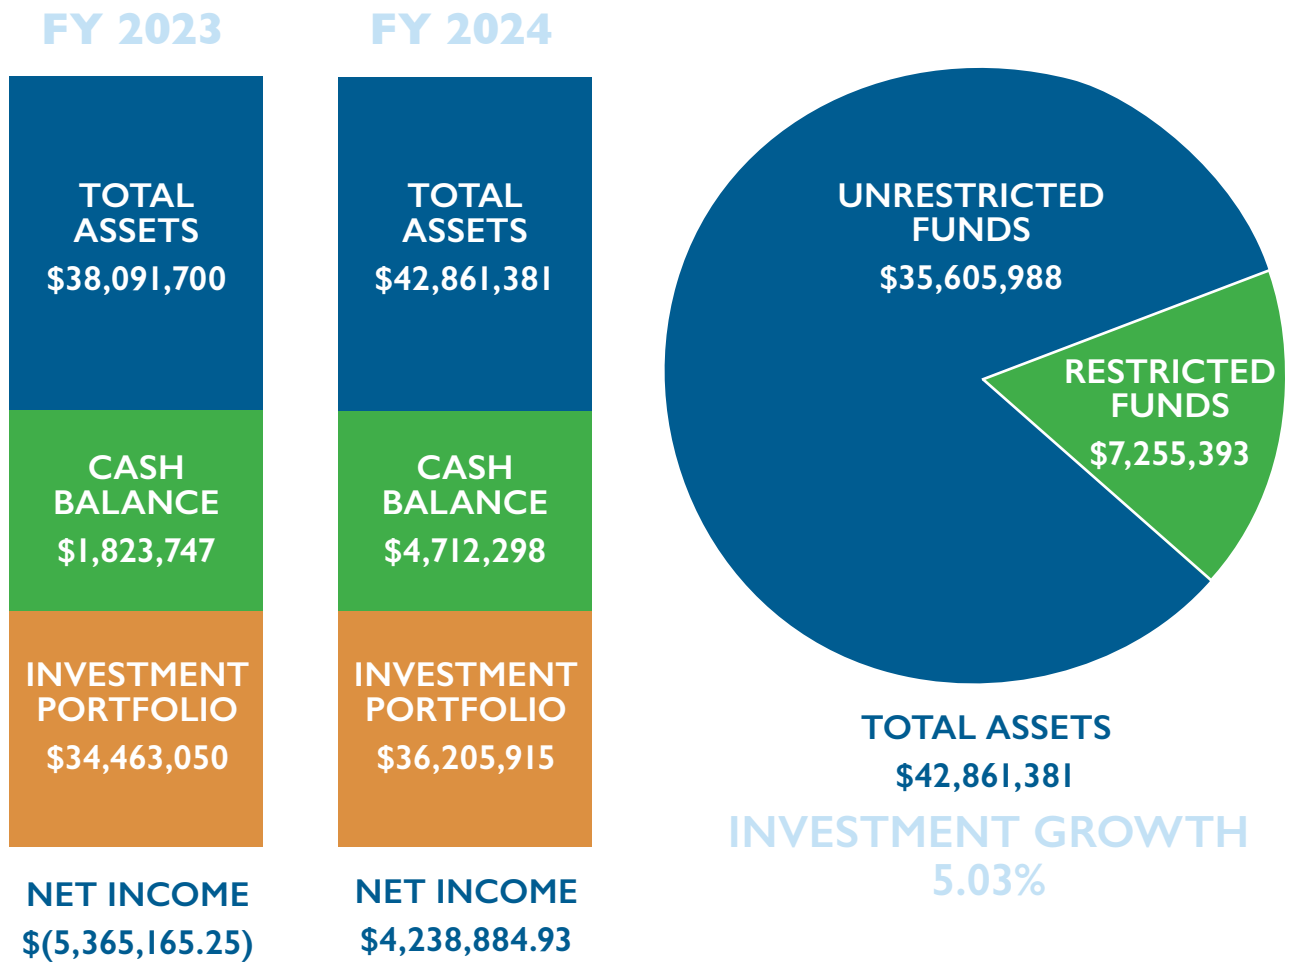 FY 2023
TOTAL
ASSETS
$38,091,700
CASH
BALANCE
$1,823,747
INVESTMENT
PORTFOLIO
$34,463,050
NET INCOME
$(5,365,165.25)
FY 2024
TOTAL
ASSETS
$42,861,381
CASH
BALANCE
$4,712,298
INVESTMENT
PORTFOLIO
$36,205,915
NET INCOME
$4,238,884.93
UNRESTRICTED
FUNDS
$35,605,988
RESTRICTED
FUNDS
$7,255,393
TOTAL ASSETS
$42,861,381
INVESTMENT GROWTH
5.03%